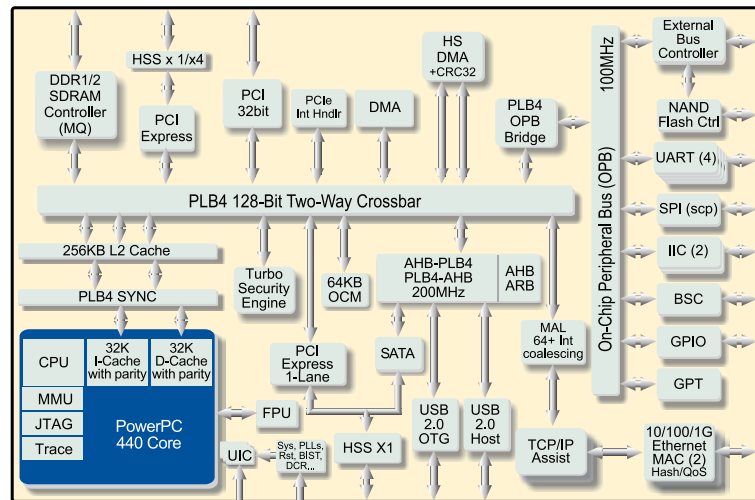 DDR1/2
SDRAM
Controller
(MQ)
HSS x 1/x4
PCI
Express
PCI
32bit
PCIe
Int Hndlr
DMA
HS
DMA
+CRC32
PLB4
OPB
Bridge
100MHz
On-Chip Peripheral Bus (OPB)
External
Bus
Controller
NAND
Flash Ctrl
UART (4)
SPI (scp)
IIC (2)
BSC
GPIO
GPT
PLB4 128-Bit Two-Way Crossbar
256KB L2 Cache
PLB4 SYNC
Turbo
Security
Engine
64KB
OCM
AHB-PLB4
PLB4-AHB
200MHz
AHB
ARB
MAL
64+ Int
coalescing
PCI
Express
1-Lane
SATA
CPU
32K
I-Cache
with parity
32K
D-Cache
with parity
MMU
JTAG
Trace
PowerPC
440 Core
FPU
UIC
Sys, PLLs,
Rst, BIST,
DCR...
HSS X1
USB
2.0
OTG
USB
2.0
Host
TCP/IP
Assist
10/100/1G
Ethernet
MAC (2)
Hash/QoS